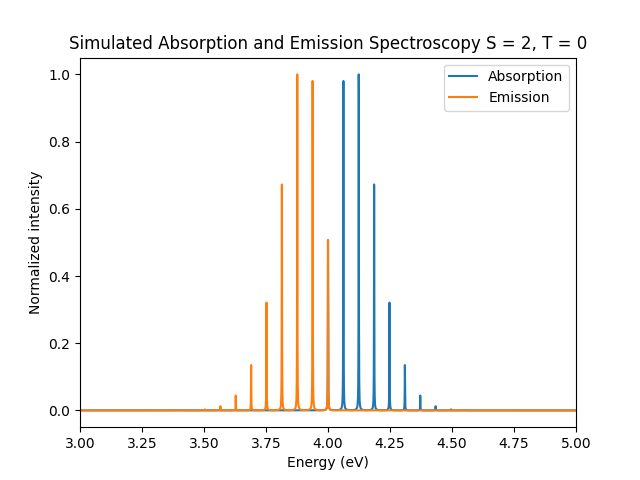 Simulated Absorption and Emission Spectroscopy S = 2, T = 0
Absorption
Emission
Normalized intensity
1.0
0.8
0.6
0.4
0.2
0.0
3.00 3.25 3.50 3.75 4.00 4.25 4.50 4.75 5.00
Energy (eV)